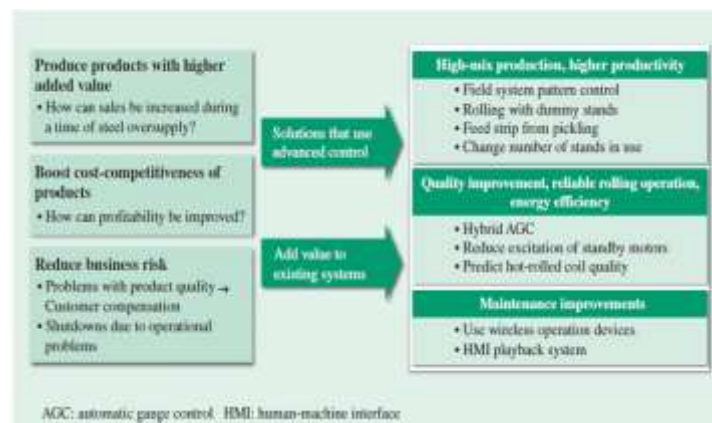 Produce products with higher
added value
• How can sales be increased during
a time of steel oversupply?
Boost cost-competitiveness of
products
• How can profitability be improved?
Reduce business risk
• Problems with product quality →
Customer compensation
• Shutdowns due to operational
problems
Solutions that use
advanced control
Add value to
existing systems
High-mix production, higher productivity
• Field system pattern control
• Rolling with dummy stands
• Feed strip from pickling
• Change number of stands in use
Quality improvement, reliable rolling operation,
energy efficiency
• Hybrid AGC
• Reduce excitation of standby motors
• Predict hot-rolled coil quality
Maintenance improvements
• Use wireless operation devices
• HMI playback system
AGC: automatic gauge control HMI: human-machine interface